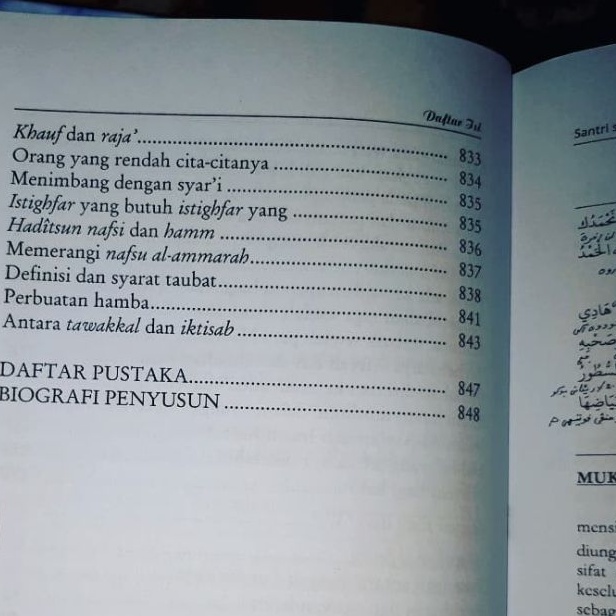 Daftar Isi
Khauf dan raja’........................................................ 833
Orang yang rendah cita-citanya ................................ 834
Menimbang dengan syar’i ........................................ 835
Istighfar yang butuh istighfar yang ........................... 835
Hadîtsun nafsi dan hamm ........................................ 836
Memerangi nafsu al-ammarah................................... 837
Definisi dan syarat taubat......................................... 838
Perbuatan hamba..................................................... 841
Antara tawakkal dan iktisab ..................................... 843
DAFTAR PUSTAKA............................................... 847
BIOGRAFI PENYUSUN .......................................... 848
Santri
MUK
mensi
diung
sifat
sebag